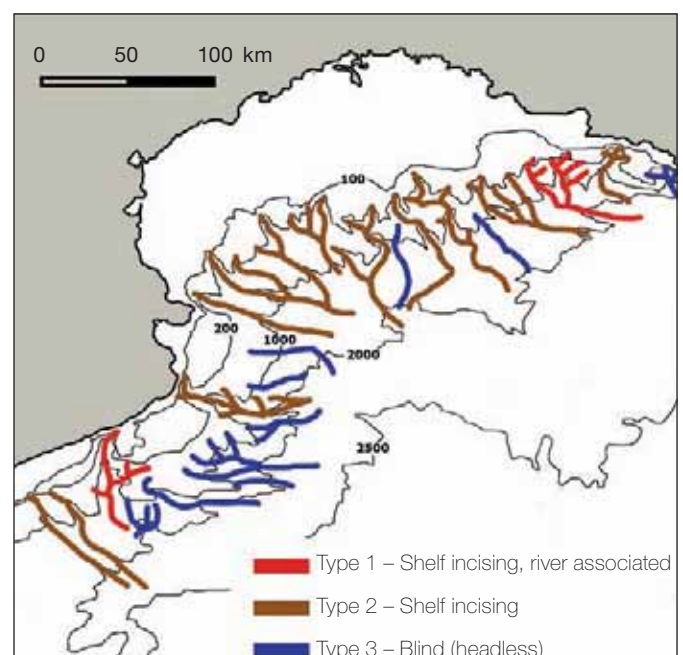 0 50 100 km
100
200
1000
2000
2500
Type 1 – Shelf incising, river associated
Type 2 – Shelf incising
Type 3 – Blind (headless)